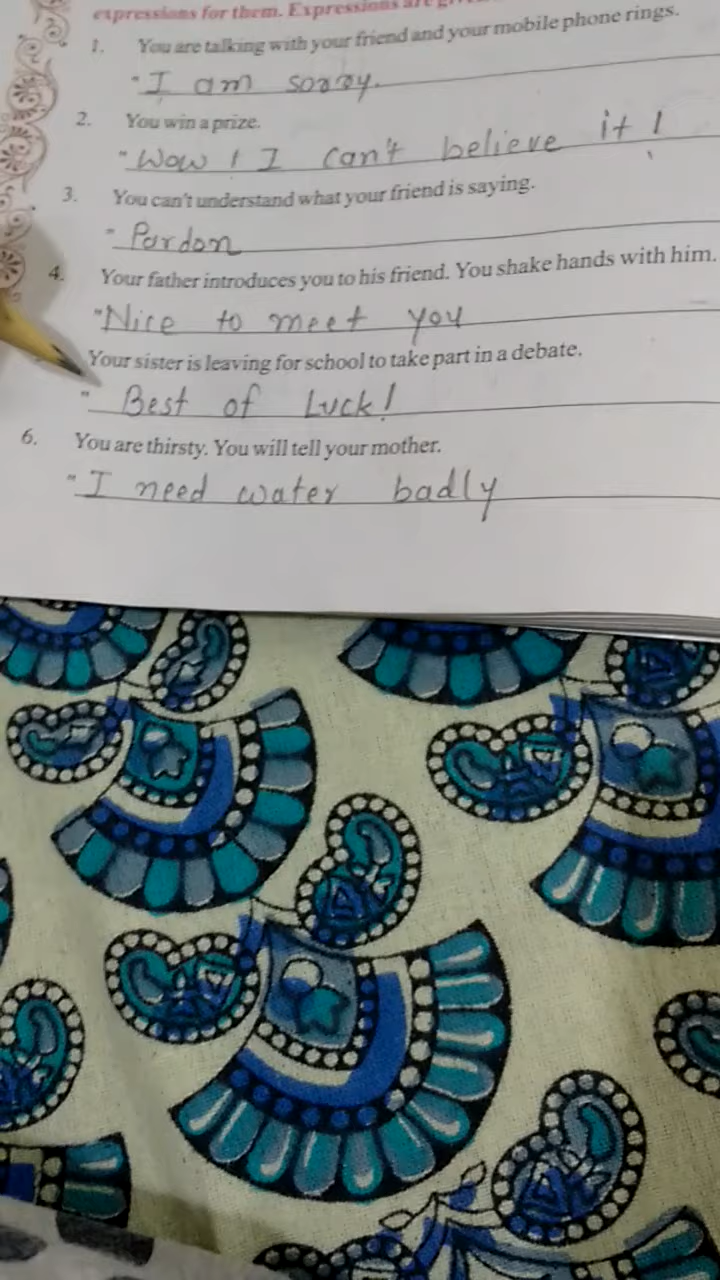 expressions for them. Expressions are
1. You are talking with your friend and your mobile phone rings.
"I am sorry.
2. You win a prize.
"Wow ! I can't believe it !
3. You can't understand what your friend is saying.
" Pardon
4. Your father introduces you to his friend. You shake hands with him.
"Nice to meet you
Your sister is leaving for school to take part in a debate.
" Best of Luck!
6. You are thirsty. You will tell your mother.
"I need water badly